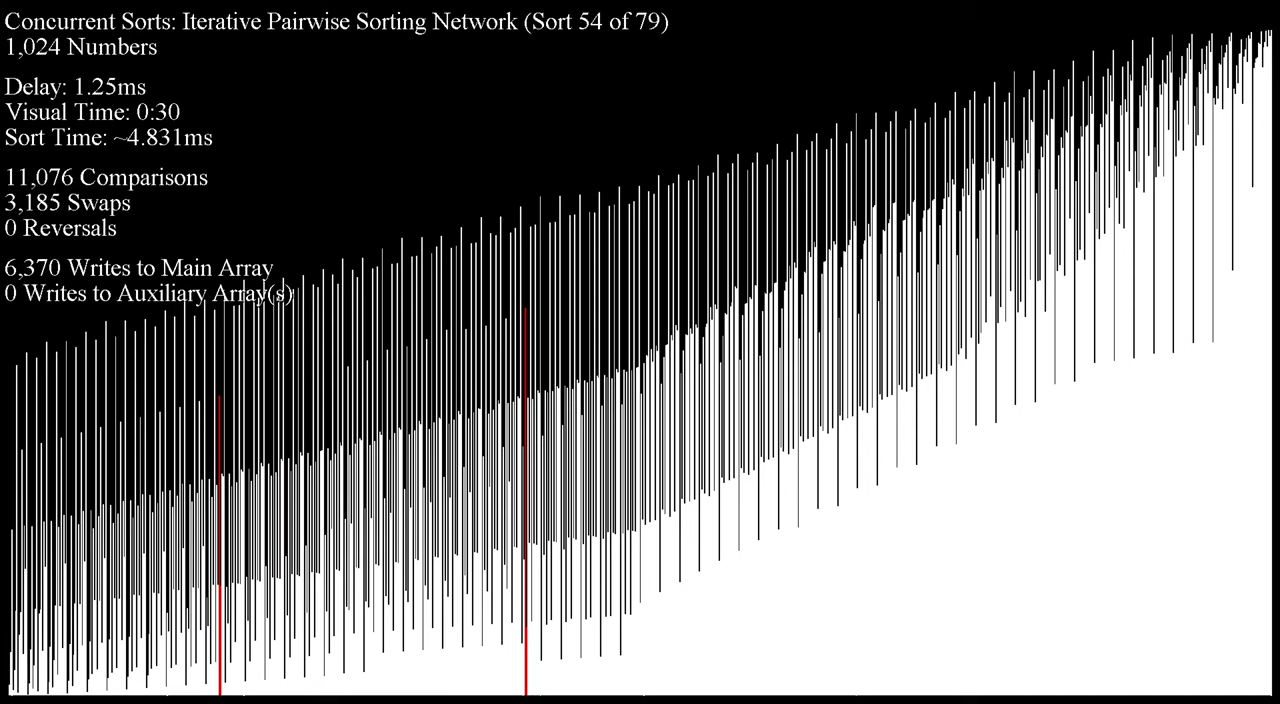 Concurrent Sorts: Iterative Pairwise Sorting Network (Sort 54 of 79)
1,024 Numbers
Delay: 1.25ms
Visual Time: 0:30
Sort Time: ~4.831ms
11,076 Comparisons
3,185 Swaps
0 Reversals
6,370 Writes to Main Array
0 Writes to Auxiliary Array(s)